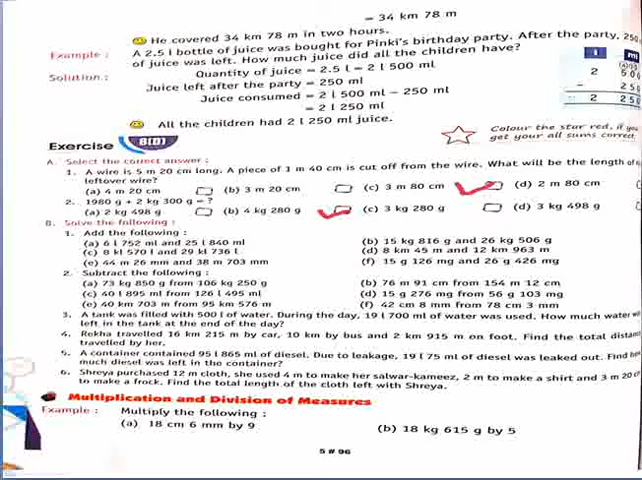 = 34 km 78 m
He covered 34 km 78 m in two hours.
Example : A 2.5 l bottle of juice was bought for Pinki's birthday party. After the party, 250
of juice was left. How much juice did all the children have?
Solution : Quantity of juice = 2.5 l = 2 l 500 ml
Juice left after the party = 250 ml
Juice consumed = 2 l 500 ml − 250 ml
= 2 l 250 ml
l ml
2 500
− 250
2 25
All the children had 2 l 250 ml juice.
Exercise 8(D)
Colour the star red, if you
get your all sums correct.
A. Select the correct answer :
1. A wire is 5 m 20 cm long. A piece of 1 m 40 cm is cut off from the wire. What will be the length of
leftover wire?
(a) 4 m 20 cm (b) 3 m 20 cm (c) 3 m 80 cm (d) 2 m 80 cm
2. 1980 g + 2 kg 300 g = ?
(a) 2 kg 498 g (b) 4 kg 280 g (c) 3 kg 280 g (d) 3 kg 498 g
B. Solve the following :
1. Add the following :
(a) 6 l 752 ml and 25 l 840 ml (b) 15 kg 816 g and 26 kg 506 g
(c) 8 kl 570 l and 29 kl 736 l (d) 8 km 45 m and 12 km 963 m
(e) 44 m 26 mm and 38 m 703 mm (f) 15 g 126 mg and 26 g 426 mg
2. Subtract the following :
(a) 73 kg 850 g from 106 kg 250 g (b) 76 m 91 cm from 154 m 12 cm
(c) 40 l 895 ml from 126 l 495 ml (d) 15 g 276 mg from 56 g 103 mg
(e) 40 km 703 m from 95 km 576 m (f) 42 cm 8 mm from 78 cm 3 mm
3. A tank was filled with 500 l of water. During the day, 19 l 700 ml of water was used. How much water
left in the tank at the end of the day?
4. Rekha travelled 16 km 215 m by car, 10 km by bus and 2 km 915 m on foot. Find the total distan
travelled by her.
5. A container contained 95 l 865 ml of diesel. Due to leakage, 19 l 75 ml of diesel was leaked out. Find
much diesel was left in the container?
6. Shreya purchased 12 m cloth, she used 4 m to make her salwar-kameez, 2 m to make a shirt and 3 m 20
to make a frock. Find the total length of the cloth left with Shreya.
Multiplication and Division of Measures
Example : Multiply the following :
(a) 18 cm 6 mm by 9 (b) 18 kg 615 g by 5
5 # 96